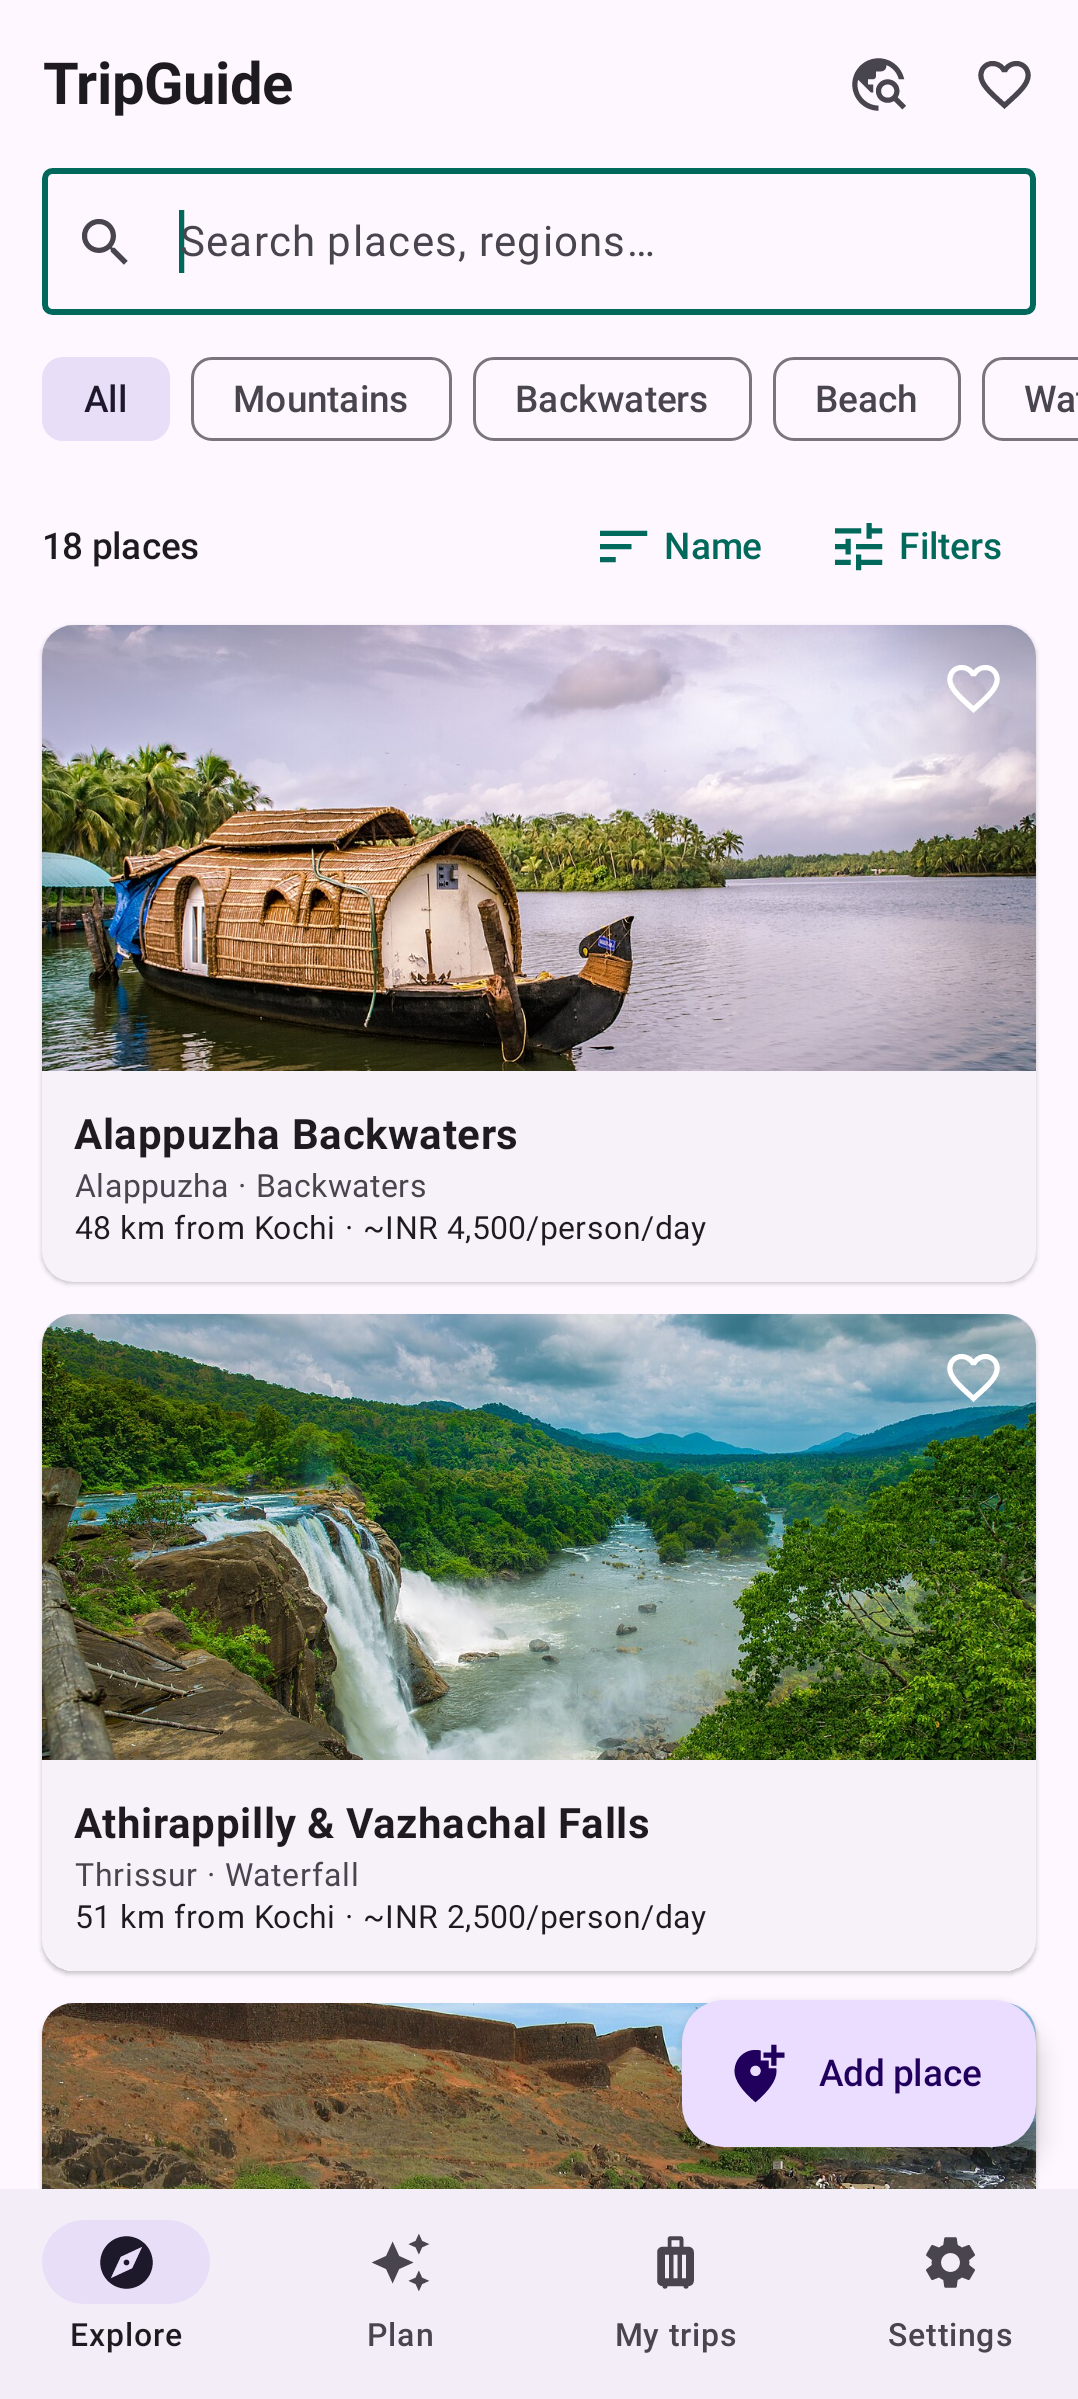 TripGuide
Search places, regions…
All
Mountains
Backwaters
Beach
18 places
Name
Filters
Alappuzha Backwaters
Alappuzha · Backwaters
48 km from Kochi · ~INR 4,500/person/day
Athirappilly & Vazhachal Falls
Thrissur · Waterfall
51 km from Kochi · ~INR 2,500/person/day
Add place
Explore
Plan
My trips
Settings